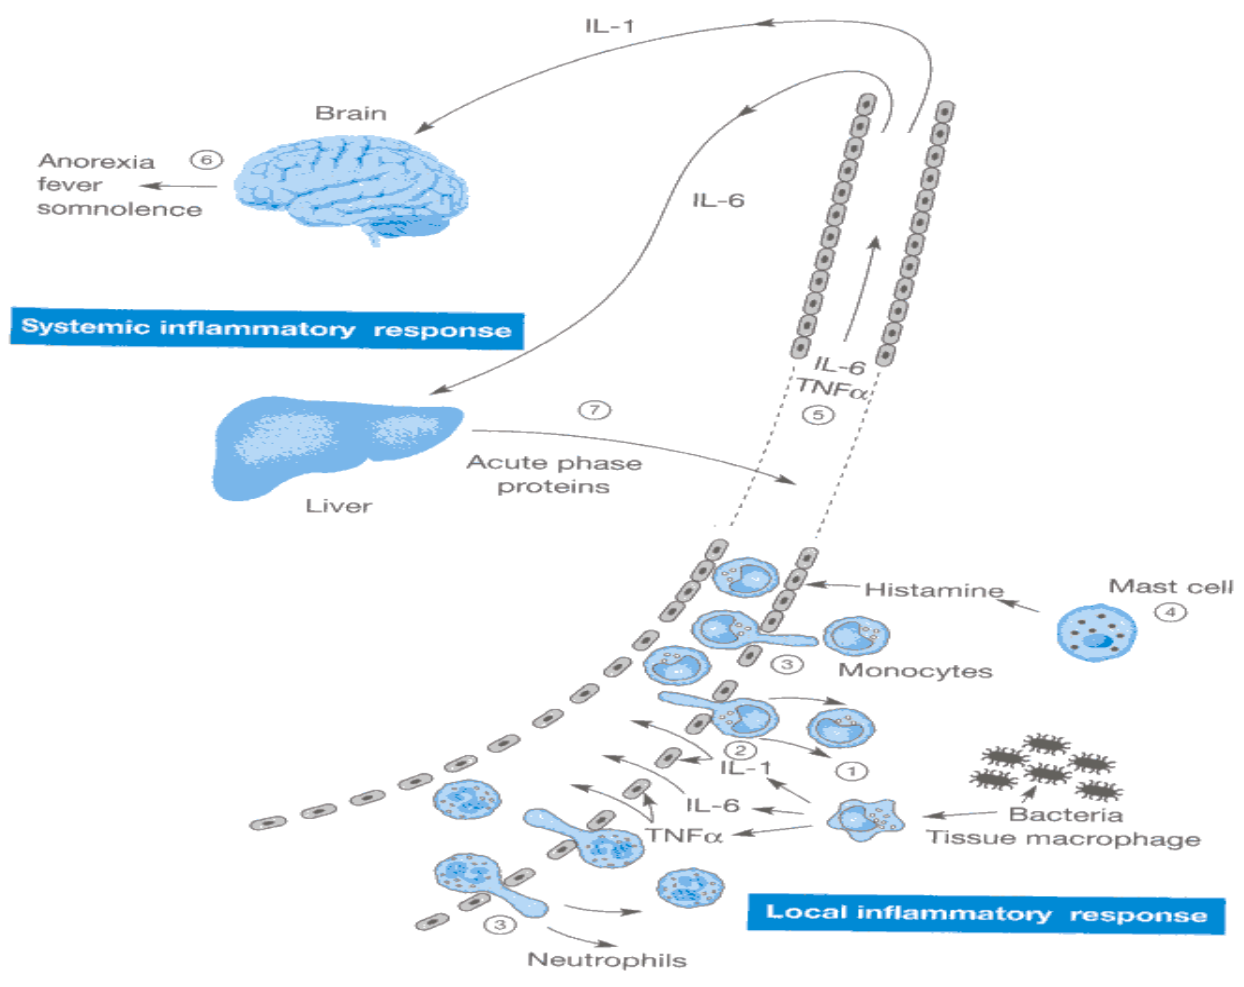 IL-1
Brain
Anorexia
fever
somnolence
6
IL-6
Systemic inflammatory response
IL-6
TNFα
5
7
Acute phase
proteins
Liver
Histamine
Mast cell
4
3
Monocytes
2
IL-1
1
IL-6
Bacteria
TNFα
Tissue macrophage
Local inflammatory response
3
Neutrophils